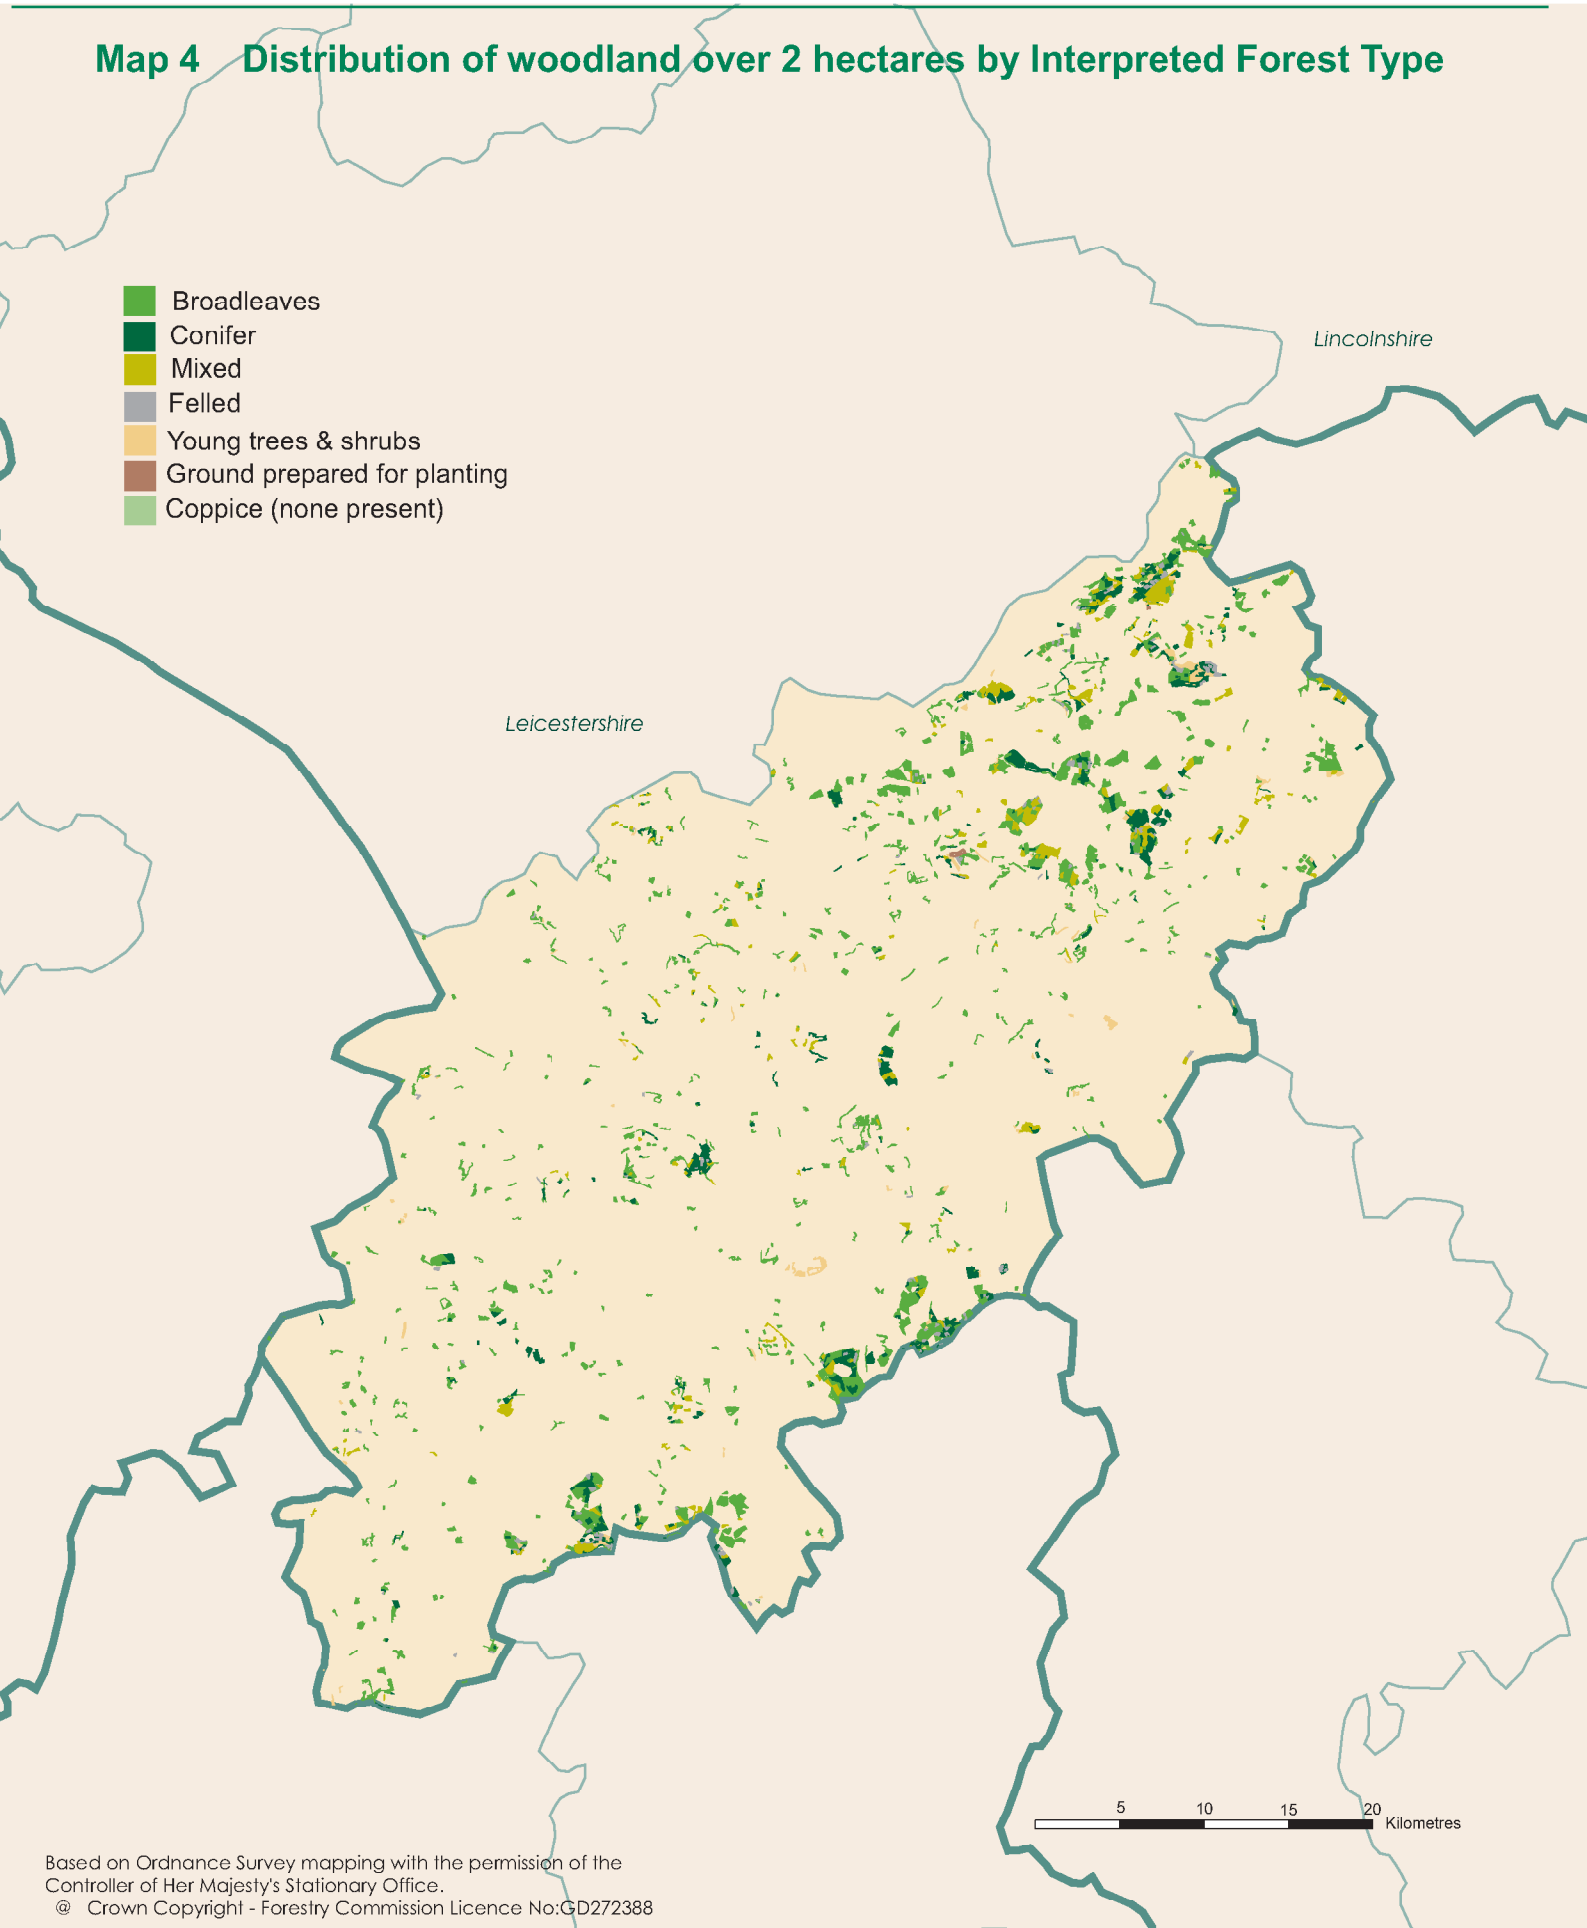 Map 4 Distribution of woodland over 2 hectares by Interpreted Forest Type
Broadleaves
Conifer
Mixed
Felled
Young trees & shrubs
Ground prepared for planting
Coppice (none present)
Lincolnshire
Leicestershire
5 10 15 20 Kilometres
Based on Ordnance Survey mapping with the permission of the
Controller of Her Majesty's Stationary Office.
@ Crown Copyright - Forestry Commission Licence No:GD272388